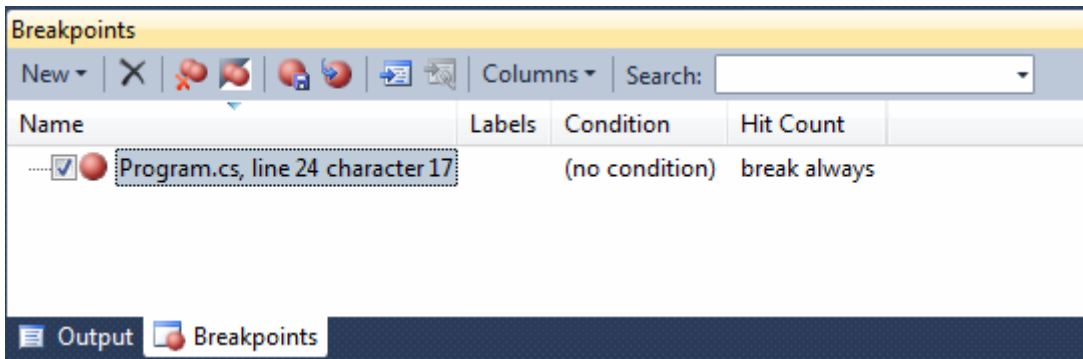 Breakpoints
New Columns Search:
Name Labels Condition Hit Count
Program.cs, line 24 character 17 (no condition) break always
Output Breakpoints